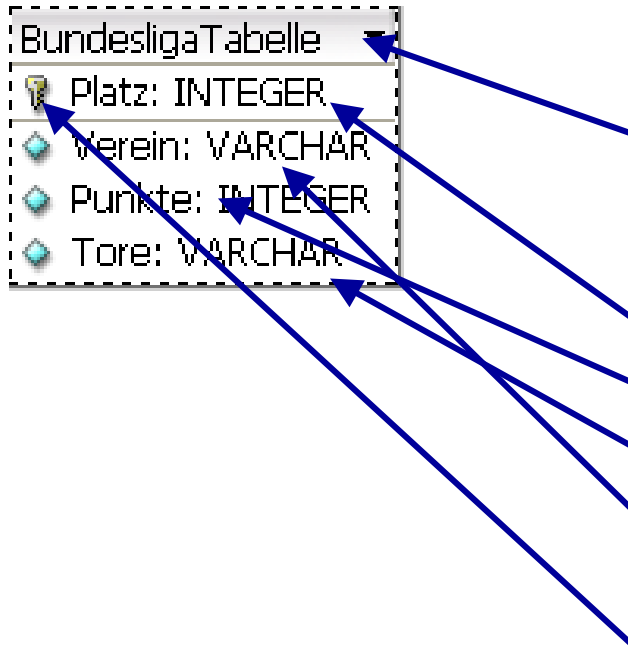 BundesligaTabelle
Platz: INTEGER
Verein: VARCHAR
Punkte: INTEGER
Tore: VARCHAR